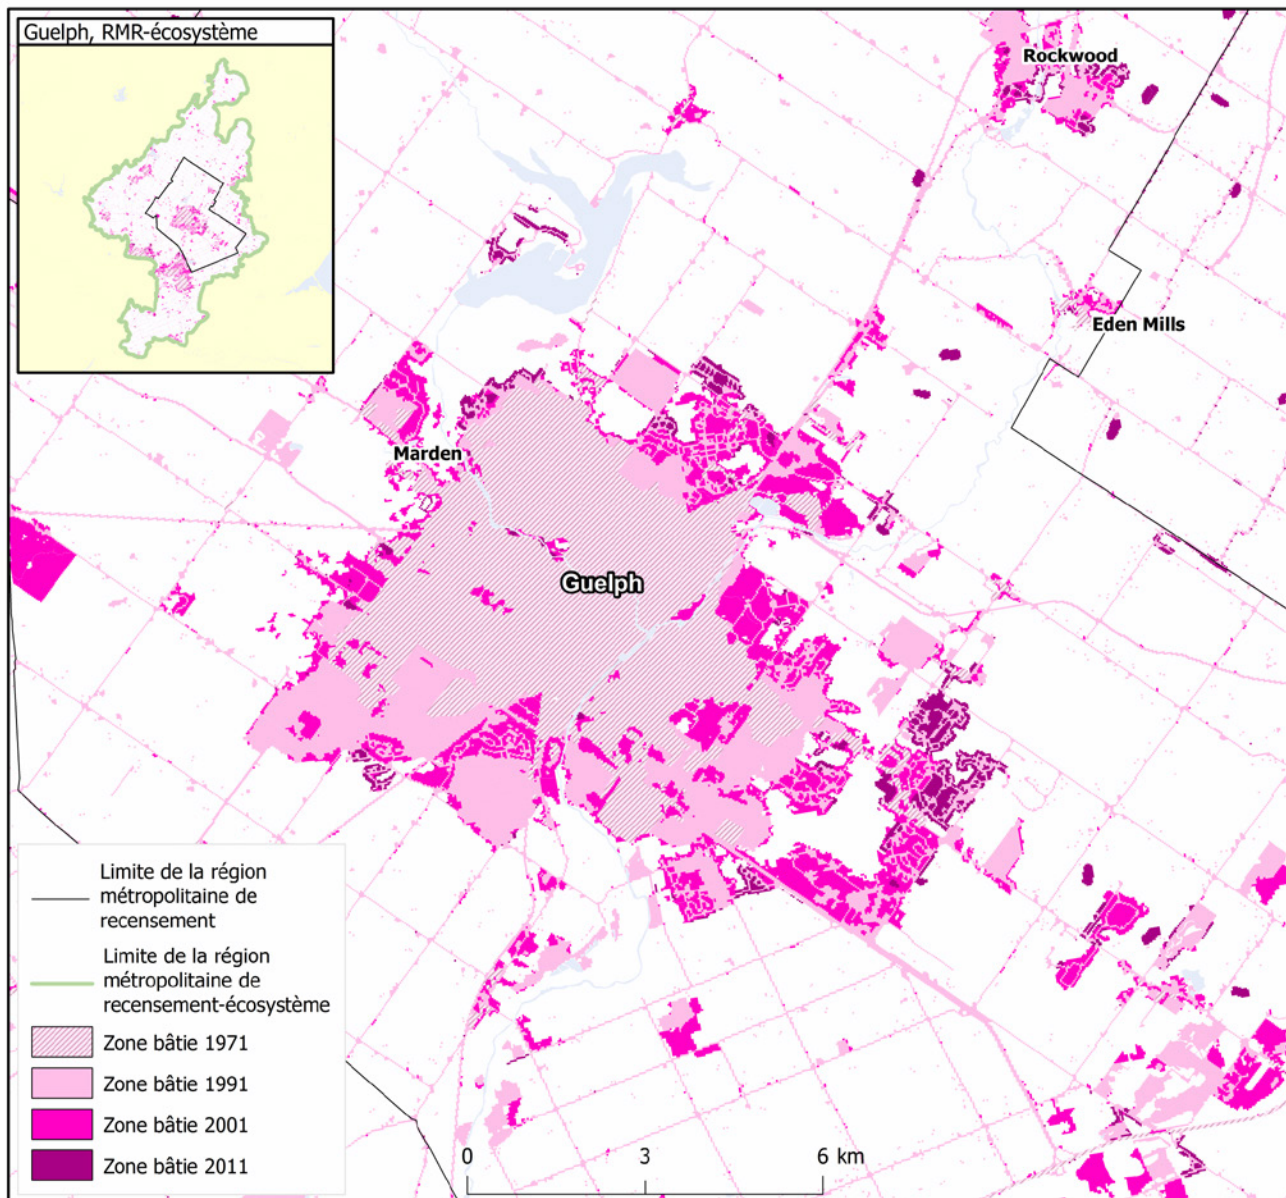 Guelph, RMR-écosystème
Rockwood
Eden Mills
Marden
Guelph
Limite de la région
métropolitaine de
recensement
Limite de la région
métropolitaine de
recensement-écosystème
Zone bâtie 1971
Zone bâtie 1991
Zone bâtie 2001
Zone bâtie 2011
0 3 6 km